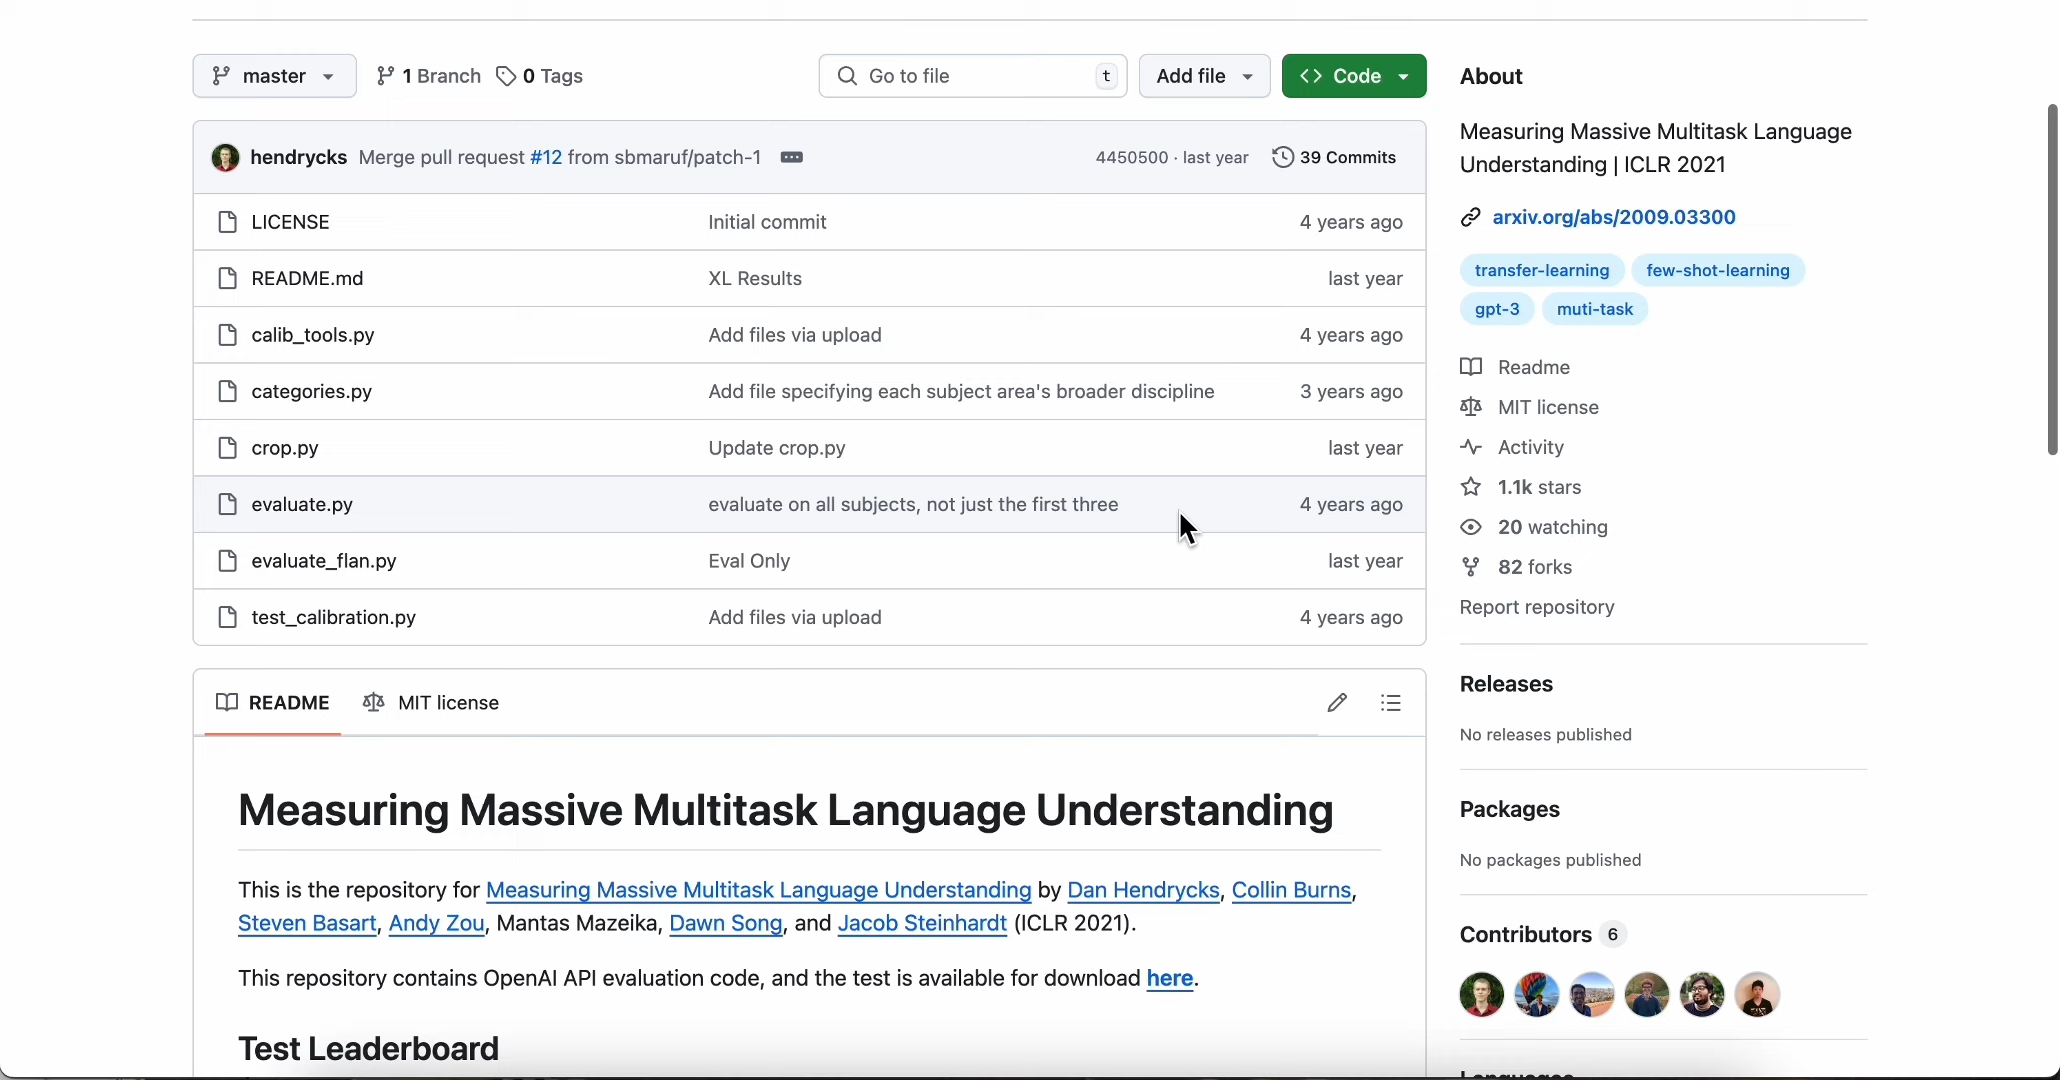 master
1 Branch
0 Tags
Go to file
t
Add file
Code
hendrycks Merge pull request #12 from sbmaruf/patch-1
4450500 · last year
39 Commits
LICENSE Initial commit 4 years ago
README.md XL Results last year
calib_tools.py Add files via upload 4 years ago
categories.py Add file specifying each subject area's broader discipline 3 years ago
crop.py Update crop.py last year
evaluate.py evaluate on all subjects, not just the first three 4 years ago
evaluate_flan.py Eval Only last year
test_calibration.py Add files via upload 4 years ago
README
MIT license
Measuring Massive Multitask Language Understanding
This is the repository for Measuring Massive Multitask Language Understanding by Dan Hendrycks, Collin Burns,
Steven Basart, Andy Zou, Mantas Mazeika, Dawn Song, and Jacob Steinhardt (ICLR 2021).
This repository contains OpenAI API evaluation code, and the test is available for download here.
Test Leaderboard
About
Measuring Massive Multitask Language
Understanding | ICLR 2021
arxiv.org/abs/2009.03300
transfer-learning few-shot-learning
gpt-3 muti-task
Readme
MIT license
Activity
1.1k stars
20 watching
82 forks
Report repository
Releases
No releases published
Packages
No packages published
Contributors 6